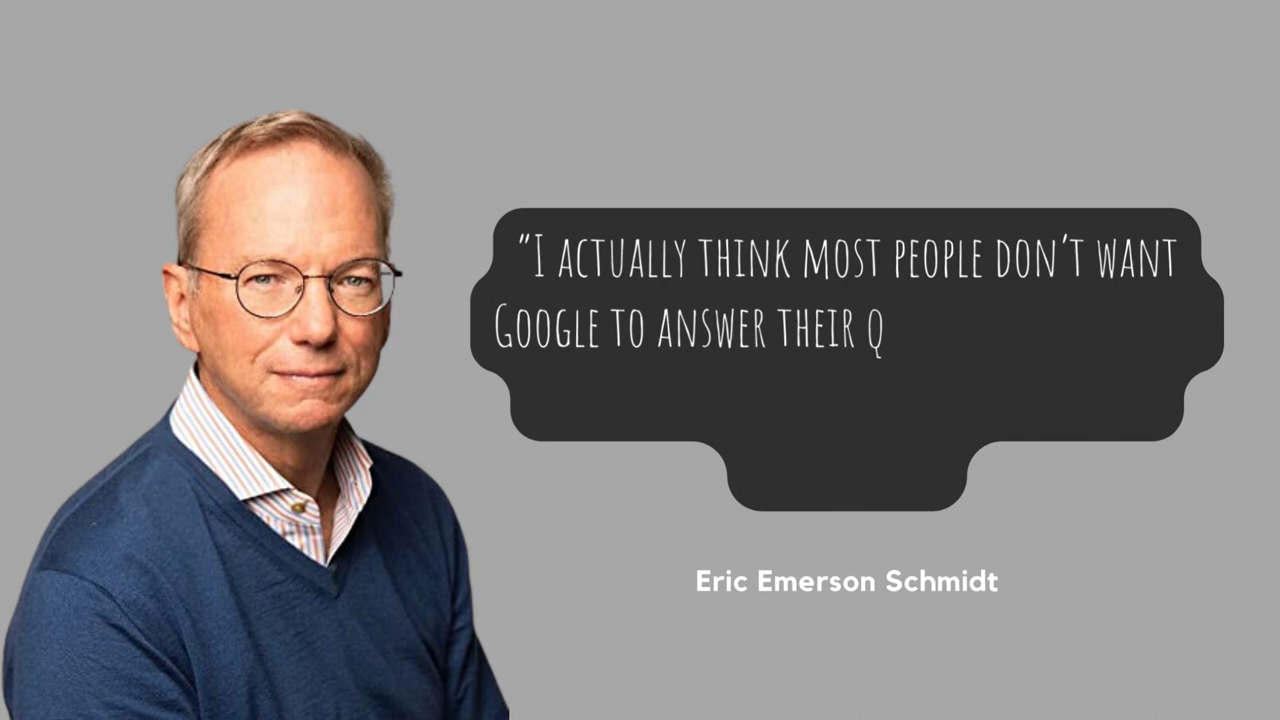 “I actually think most people don’t want
Google to answer their q
Eric Emerson Schmidt